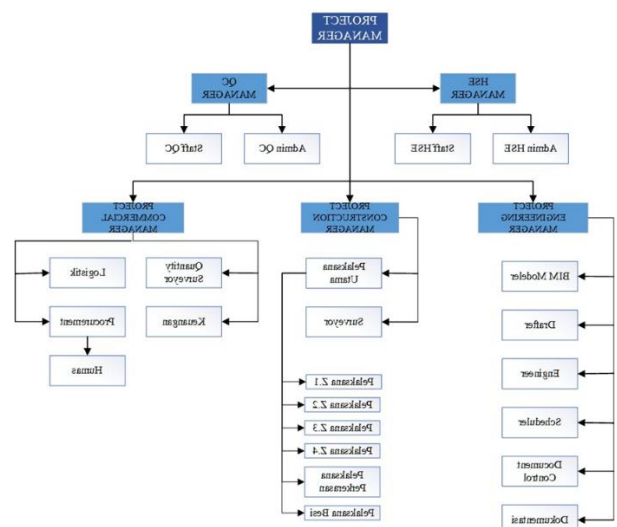 PROJECT
MANAGER
QC
MANAGER
HSE
MANAGER
Staff QC
Admin QC
Staff HSE
Admin HSE
PROJECT
COMMERCIAL
MANAGER
PROJECT
CONSTRUCTION
MANAGER
PROJECT
ENGINEERING
MANAGER
Logistik
Quantity
Surveyor
Procurement
Keuangan
Humas
Pelaksana
Utama
Surveyor
Pelaksana Z.1
Pelaksana Z.2
Pelaksana Z.3
Pelaksana Z.4
Pelaksana
Perkerasan
Pelaksana Besi
BIM Modeler
Drafter
Engineer
Scheduler
Document
Control
Dokumentasi